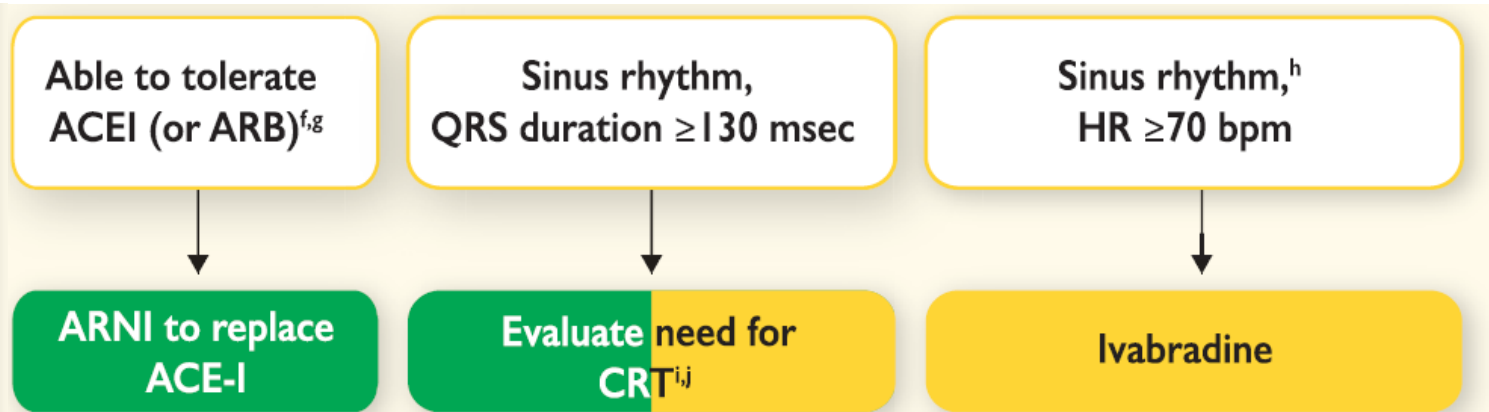 Able to tolerate
ACEI (or ARB)f,g
Sinus rhythm,
QRS duration ≥130 msec
Sinus rhythm,h
HR ≥70 bpm
ARNI to replace
ACE-I
Evaluate need for
CRTi,j
Ivabradine